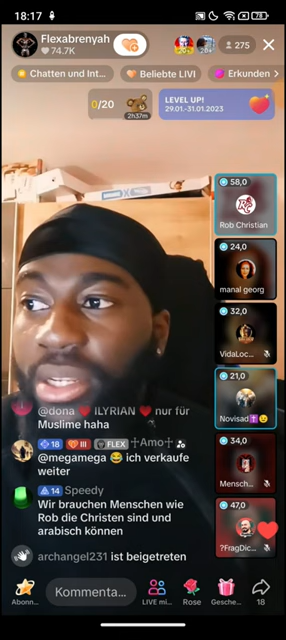 18:17
78
Flexabrenyah
74.7K
275
Chatten und Int...
Beliebte LIVI
Erkunden
0/20
2h37m
LEVEL UP!
29.01.-31.01.2023
58,0
Rob Christian
24,0
manal georg
32,0
VidaLoc...
21,0
Novisad✝️😉
34,0
Mensch...
47,0
?FragDic...
@dona ❤️ ILYRIAN ❤️ nur für
Muslime haha
18 III FLEX ☩Amo☩
@megamega 😂 ich verkaufe
weiter
14 Speedy
Wir brauchen Menschen wie
Rob die Christen sind und
arabisch können
archangel231 ist beigetreten
Abonn...
Kommenta...
LIVE mi...
Rose
Gesche...
18